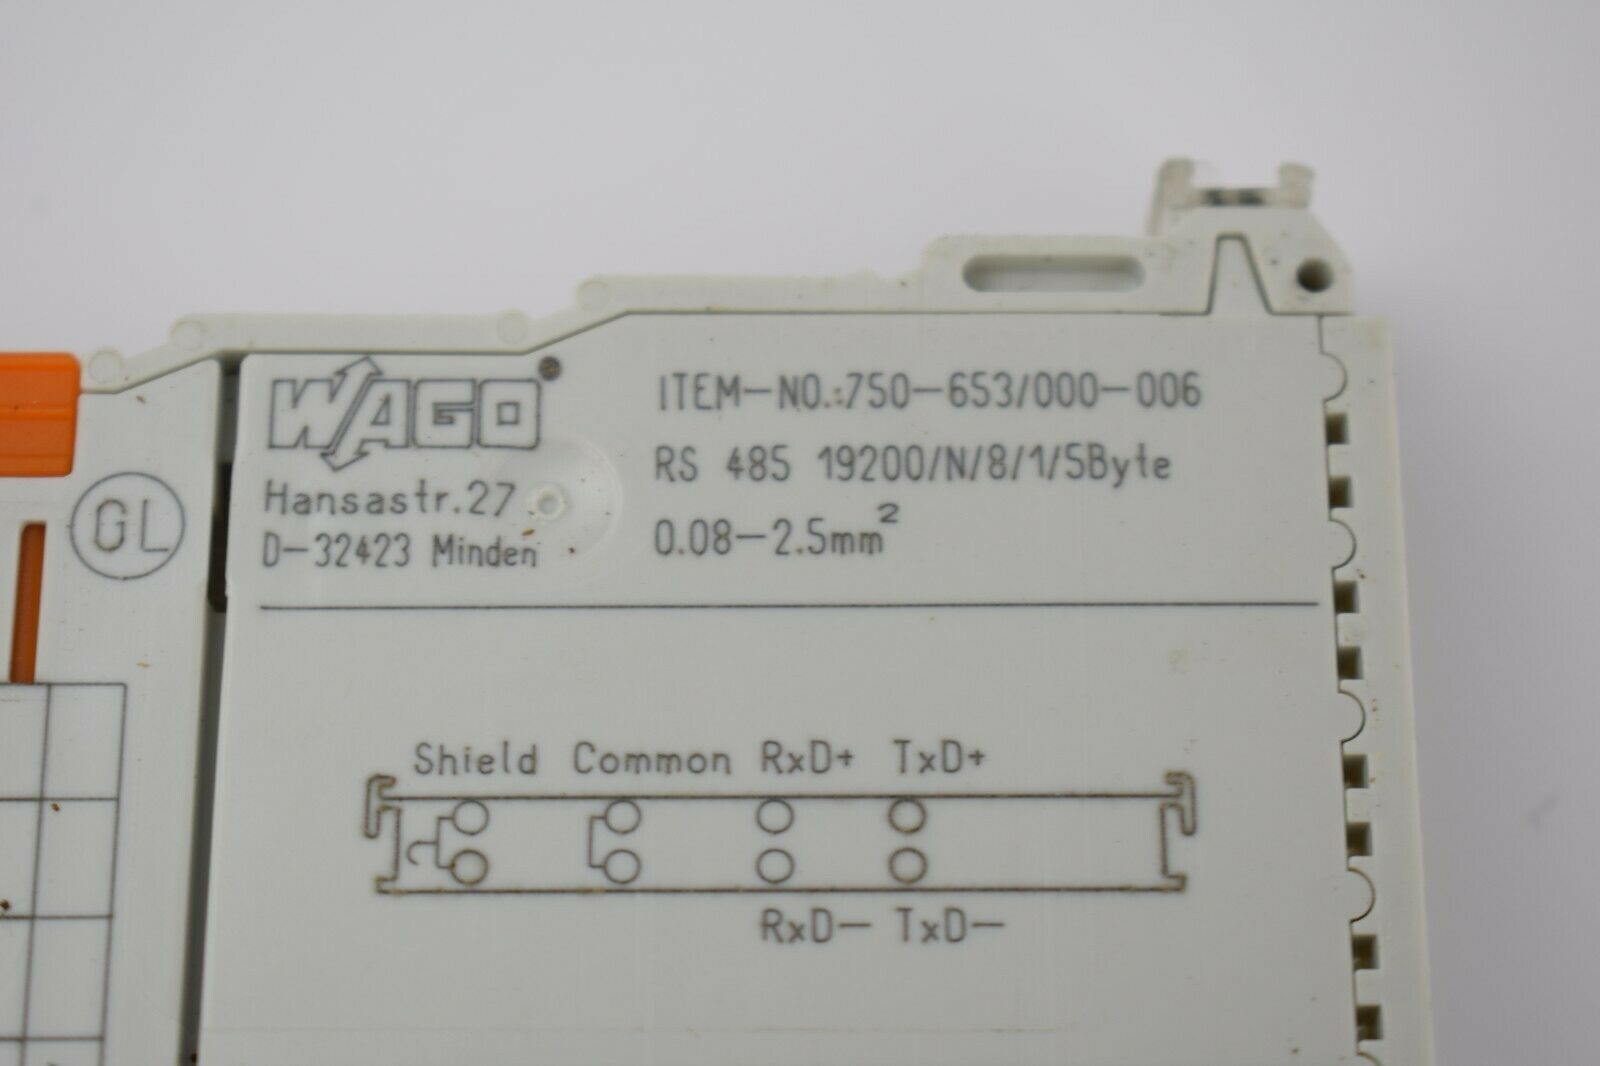 WAGO®
Hansastr.27
D-32423 Minden
ITEM-NO.:750-653/000-006
RS 485 19200/N/8/1/5Byte
0.08-2.5mm²
GL
Shield Common RxD+ TxD+
RxD- TxD-